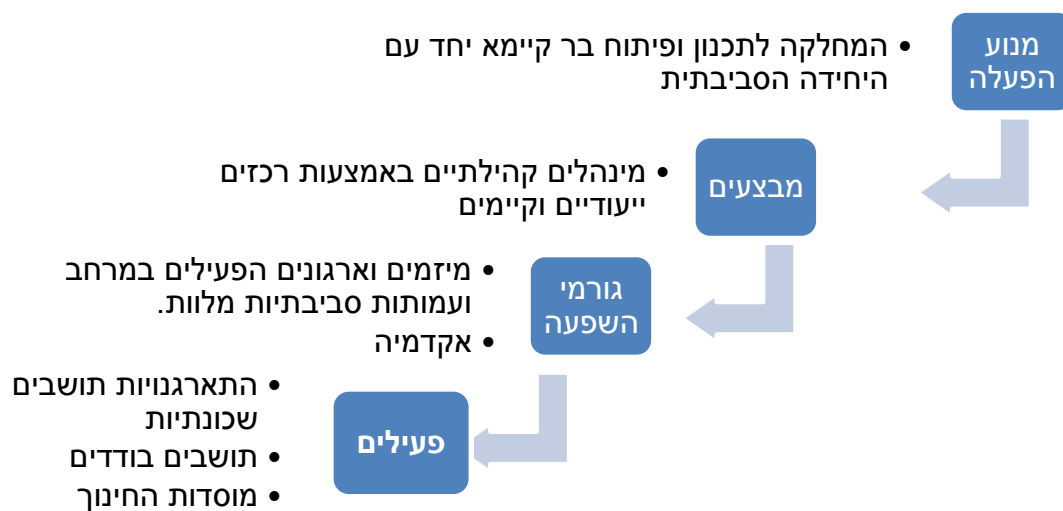 מנוע
הפעלה
• המחלקה לתכנון ופיתוח בר קיימא יחד עם
היחידה הסביבתית
מבצעים
• מינהלים קהילתיים באמצעות רכזים
ייעודיים וקיימים
גורמי
השפעה
• מיזמים וארגונים הפעילים במרחב
ועמותות סביבתיות מלוות.
• אקדמיה
פעילים
• התארגנויות תושבים
שכונתיות
• תושבים בודדים
• מוסדות החינוך